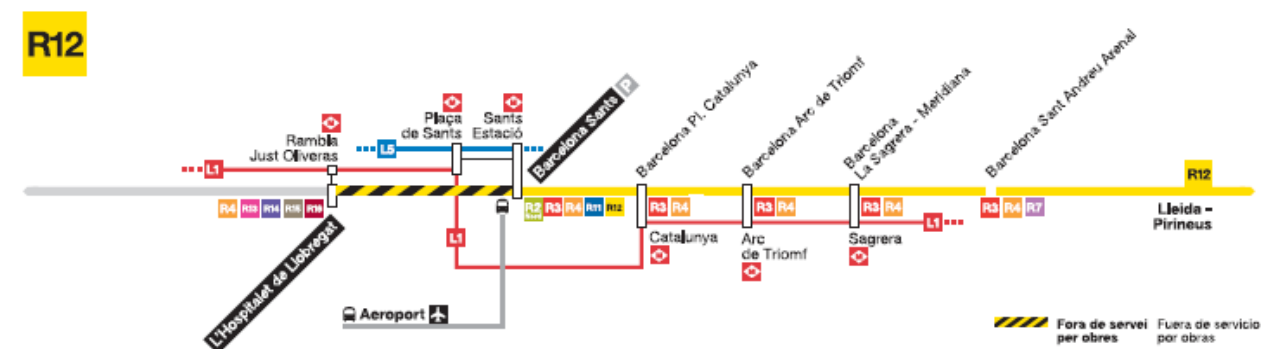 R12
Rambla
Just Oliveras
Plaça
de Sants
Sants
Estació
Barcelona Sants P
Barcelona Pl. Catalunya
Barcelona Arc de Triomf
Barcelona
La Sagrera - Meridiana
Barcelona Sant Andreu Arenal
L5
L1
R12
R4 R13 R14 R15 R16
R3 R4 R11 R12
R3 R4
R3 R4
R3 R4
R3 R4 R7
Lleida –
Pirineus
L'Hospitalet de Llobregat
L1
Catalunya
Arc
de Triomf
Sagrera
L1
Aeroport
Fora de servei
per obres
Fuera de servicio
por obras